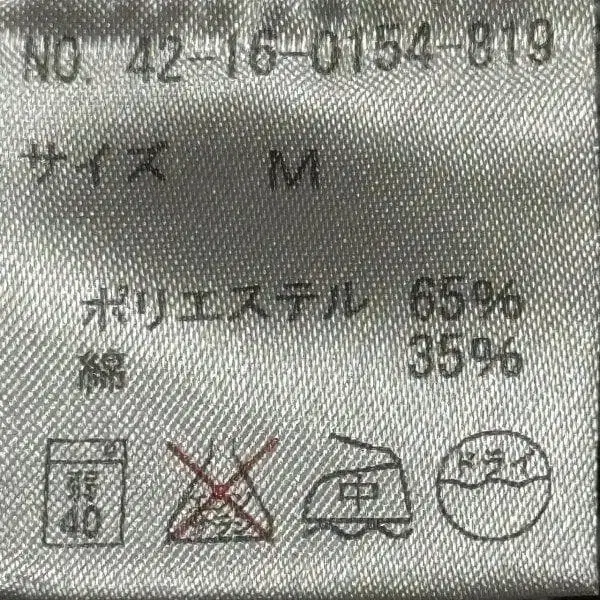 NO. 42-16-0154-819
サイズ M
ポリエステル 65%
綿 35%
弱 40
中
ドライ